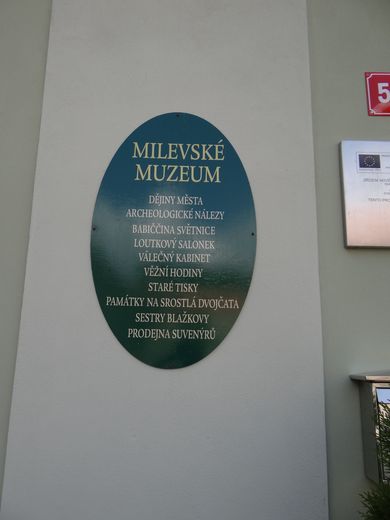 MILEVSKÉ
MUZEUM
DĚJINY MĚSTA
ARCHEOLOGICKÉ NÁLEZY
BABIČČINA SVĚTNICE
LOUTKOVÝ SALONEK
VÁLEČNÝ KABINET
VĚŽNÍ HODINY
STARÉ TISKY
PAMÁTKY NA SROSTLÁ DVOJČATA
SESTRY BLAŽKOVY
PRODEJNA SUVENÝRŮ
5